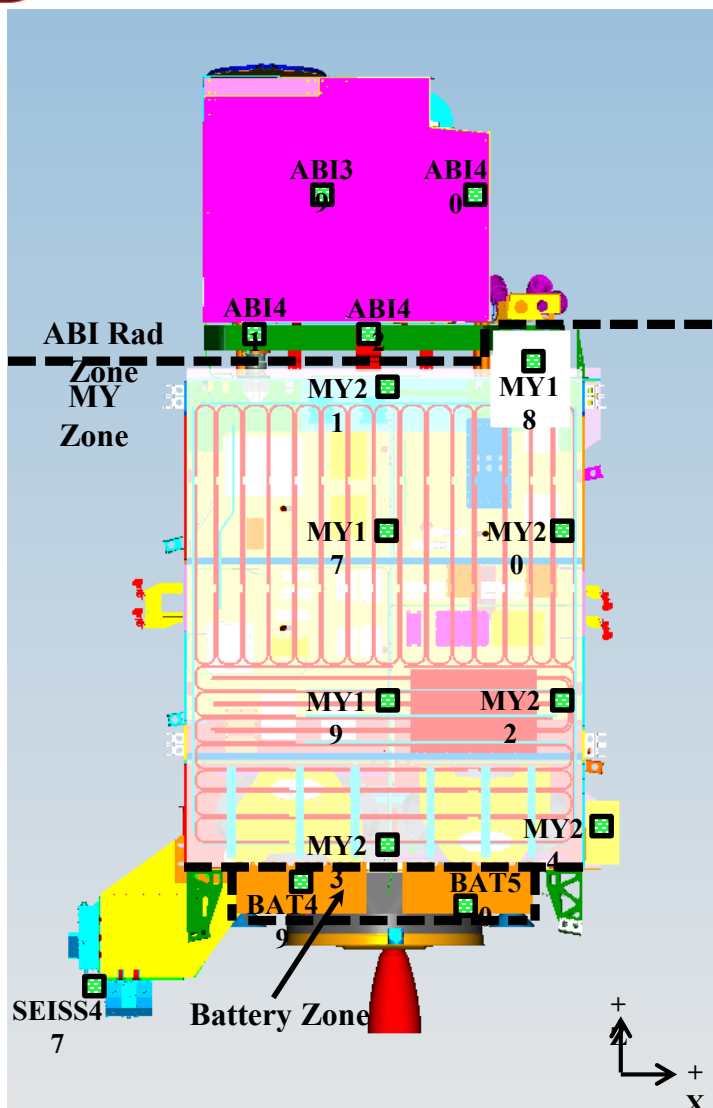 ABI3
9
ABI4
0
ABI4
1
ABI4
2
ABI Rad
Zone
MY
Zone
MY2
1
MY1
8
MY1
7
MY2
0
MY1
9
MY2
2
MY2
3
MY2
4
BAT4
9
BAT5
0
SEISS4
7
Battery Zone
+
Z
+
X